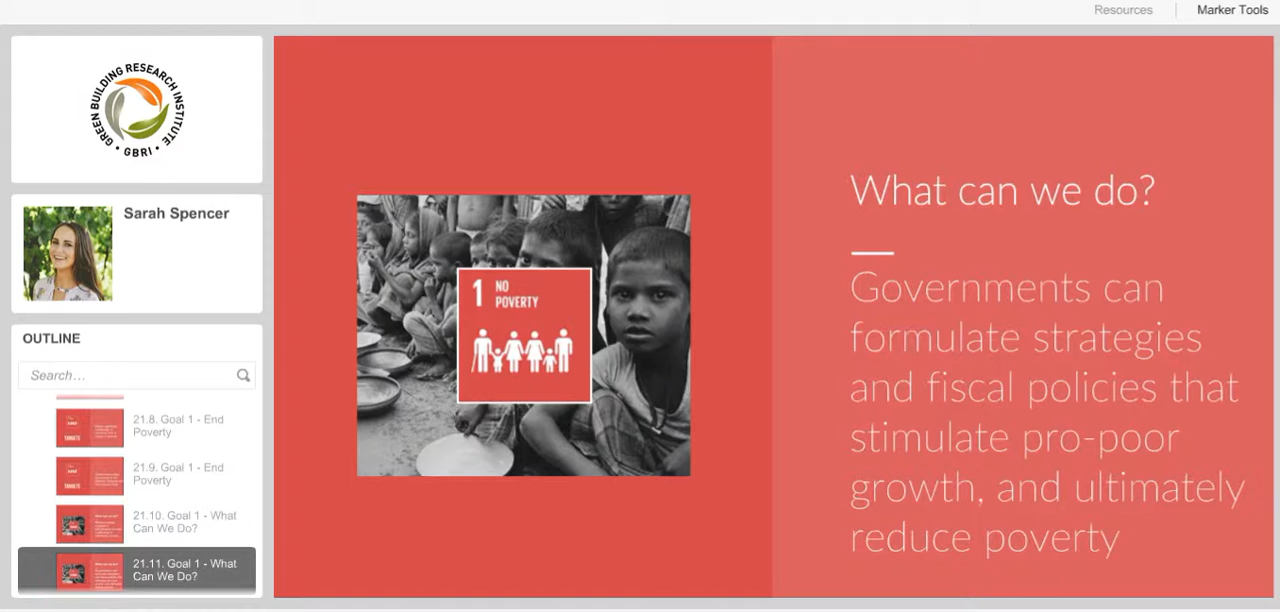 Resources
Marker Tools
GREEN BUILDING RESEARCH INSTITUTE
• GBRI •
Sarah Spencer
OUTLINE
Search...
21.8. Goal 1 - End
Poverty
21.9. Goal 1 - End
Poverty
21.10. Goal 1 - What
Can We Do?
21.11. Goal 1 - What
Can We Do?
1 NO
POVERTY
What can we do?
Governments can
formulate strategies
and fiscal policies that
stimulate pro-poor
growth, and ultimately
reduce poverty